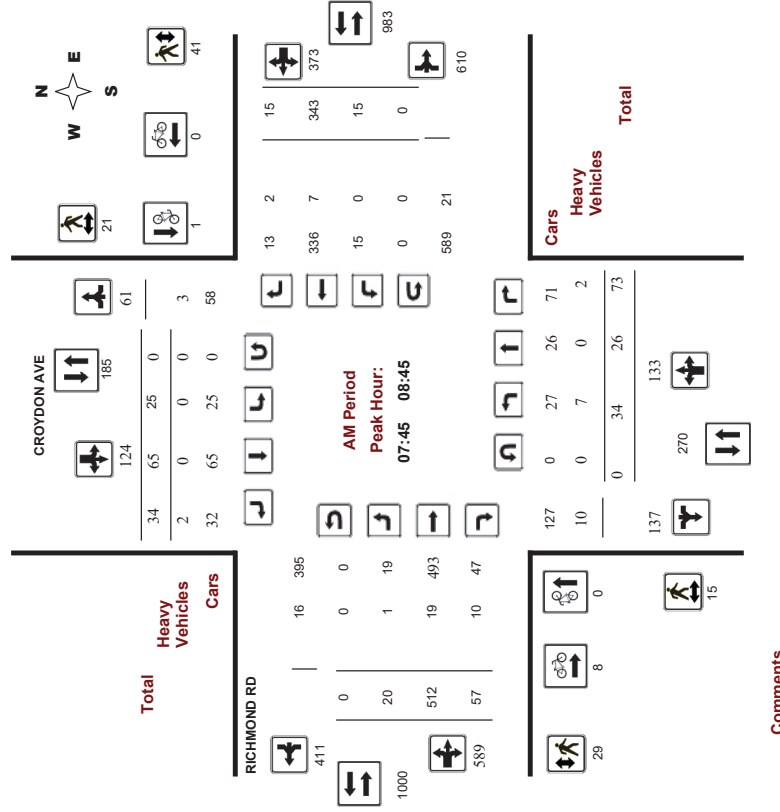 N
W E
S
41
0
21
1
CROYDON AVE
185
124
61
34 65 25 0
2 0 0 0 3
32 65 25 0 58
983
373
610
15 343 15 0
2 7 0 0 21
13 336 15 0 589
Total
Heavy
Vehicles
Cars
AM Period
Peak Hour:
07:45 08:45
RICHMOND RD
395
16
411
0 0 0
20 1 19
512 19 493
57 10 47
1000
589
Cars
Heavy
Vehicles
Total
127 0 27 26 71
10 0 7 0 2
0 34 26 73
137
270
133
0
8
29
15
Comments